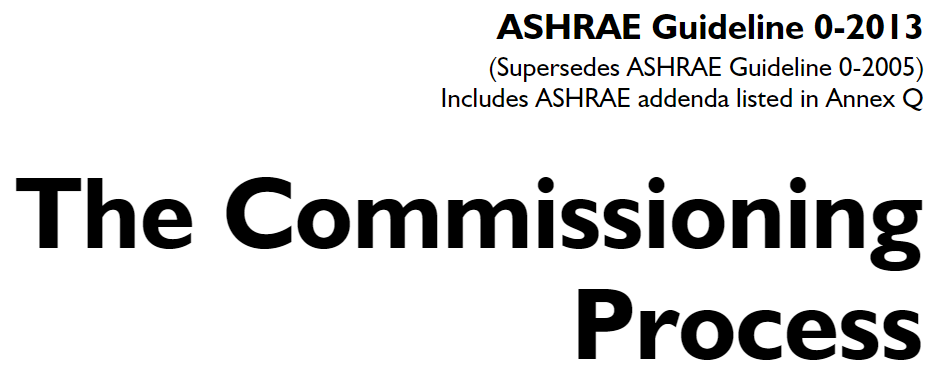 ASHRAE Guideline 0-2013
(Supersedes ASHRAE Guideline 0-2005)
Includes ASHRAE addenda listed in Annex Q
The Commissioning
Process